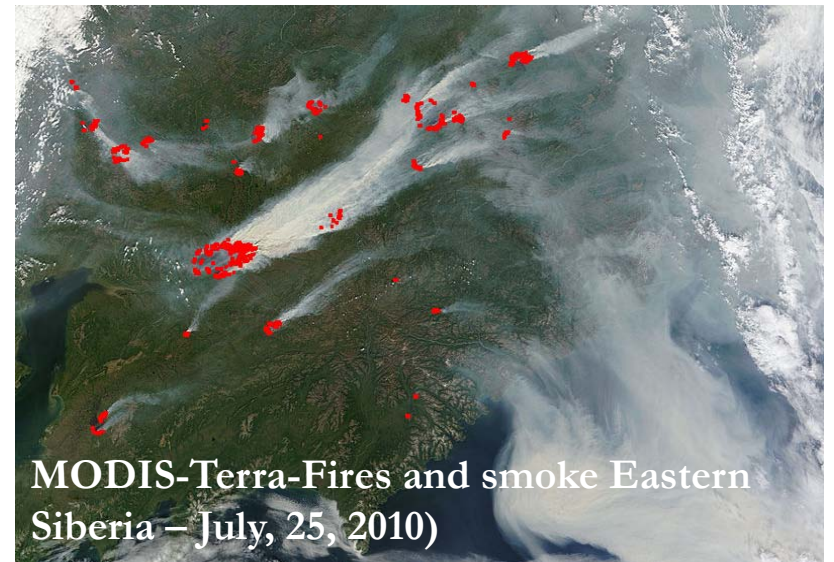 MODIS-Terra-Fires and smoke Eastern
Siberia – July, 25, 2010)